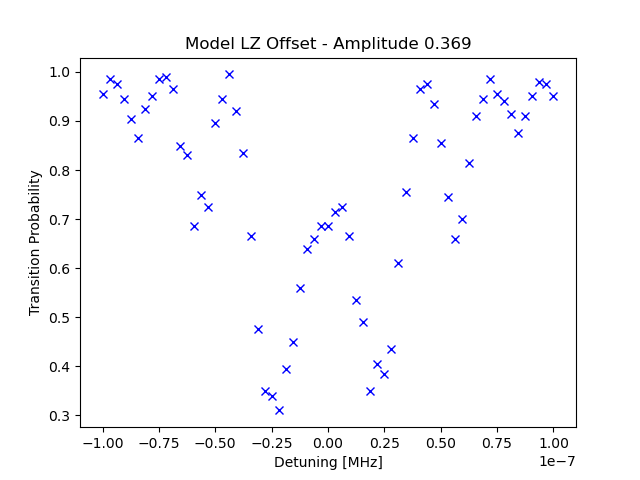 Model LZ Offset - Amplitude 0.369
Transition Probability
1.0
0.9
0.8
0.7
0.6
0.5
0.4
0.3
−1.00 −0.75 −0.50 −0.25 0.00 0.25 0.50 0.75 1.00
1e−7
Detuning [MHz]